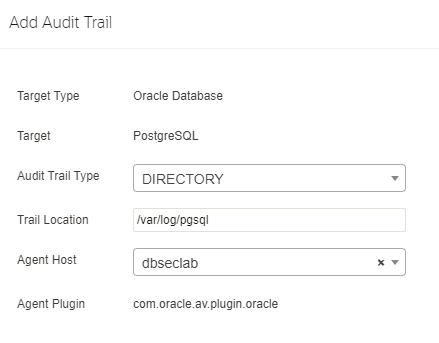 Add Audit Trail
Target Type Oracle Database
Target PostgreSQL
Audit Trail Type DIRECTORY
Trail Location /var/log/pgsql
Agent Host dbseclab ×
Agent Plugin com.oracle.av.plugin.oracle